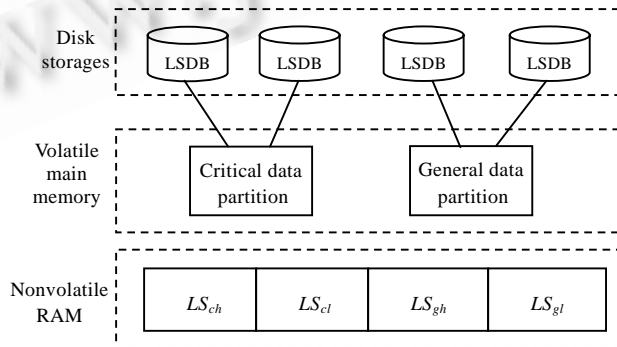 Disk
storages
LSDB
LSDB
LSDB
LSDB
Volatile
main
memory
Critical data
partition
General data
partition
Nonvolatile
RAM
LS_ch
LS_cl
LS_gh
LS_gl